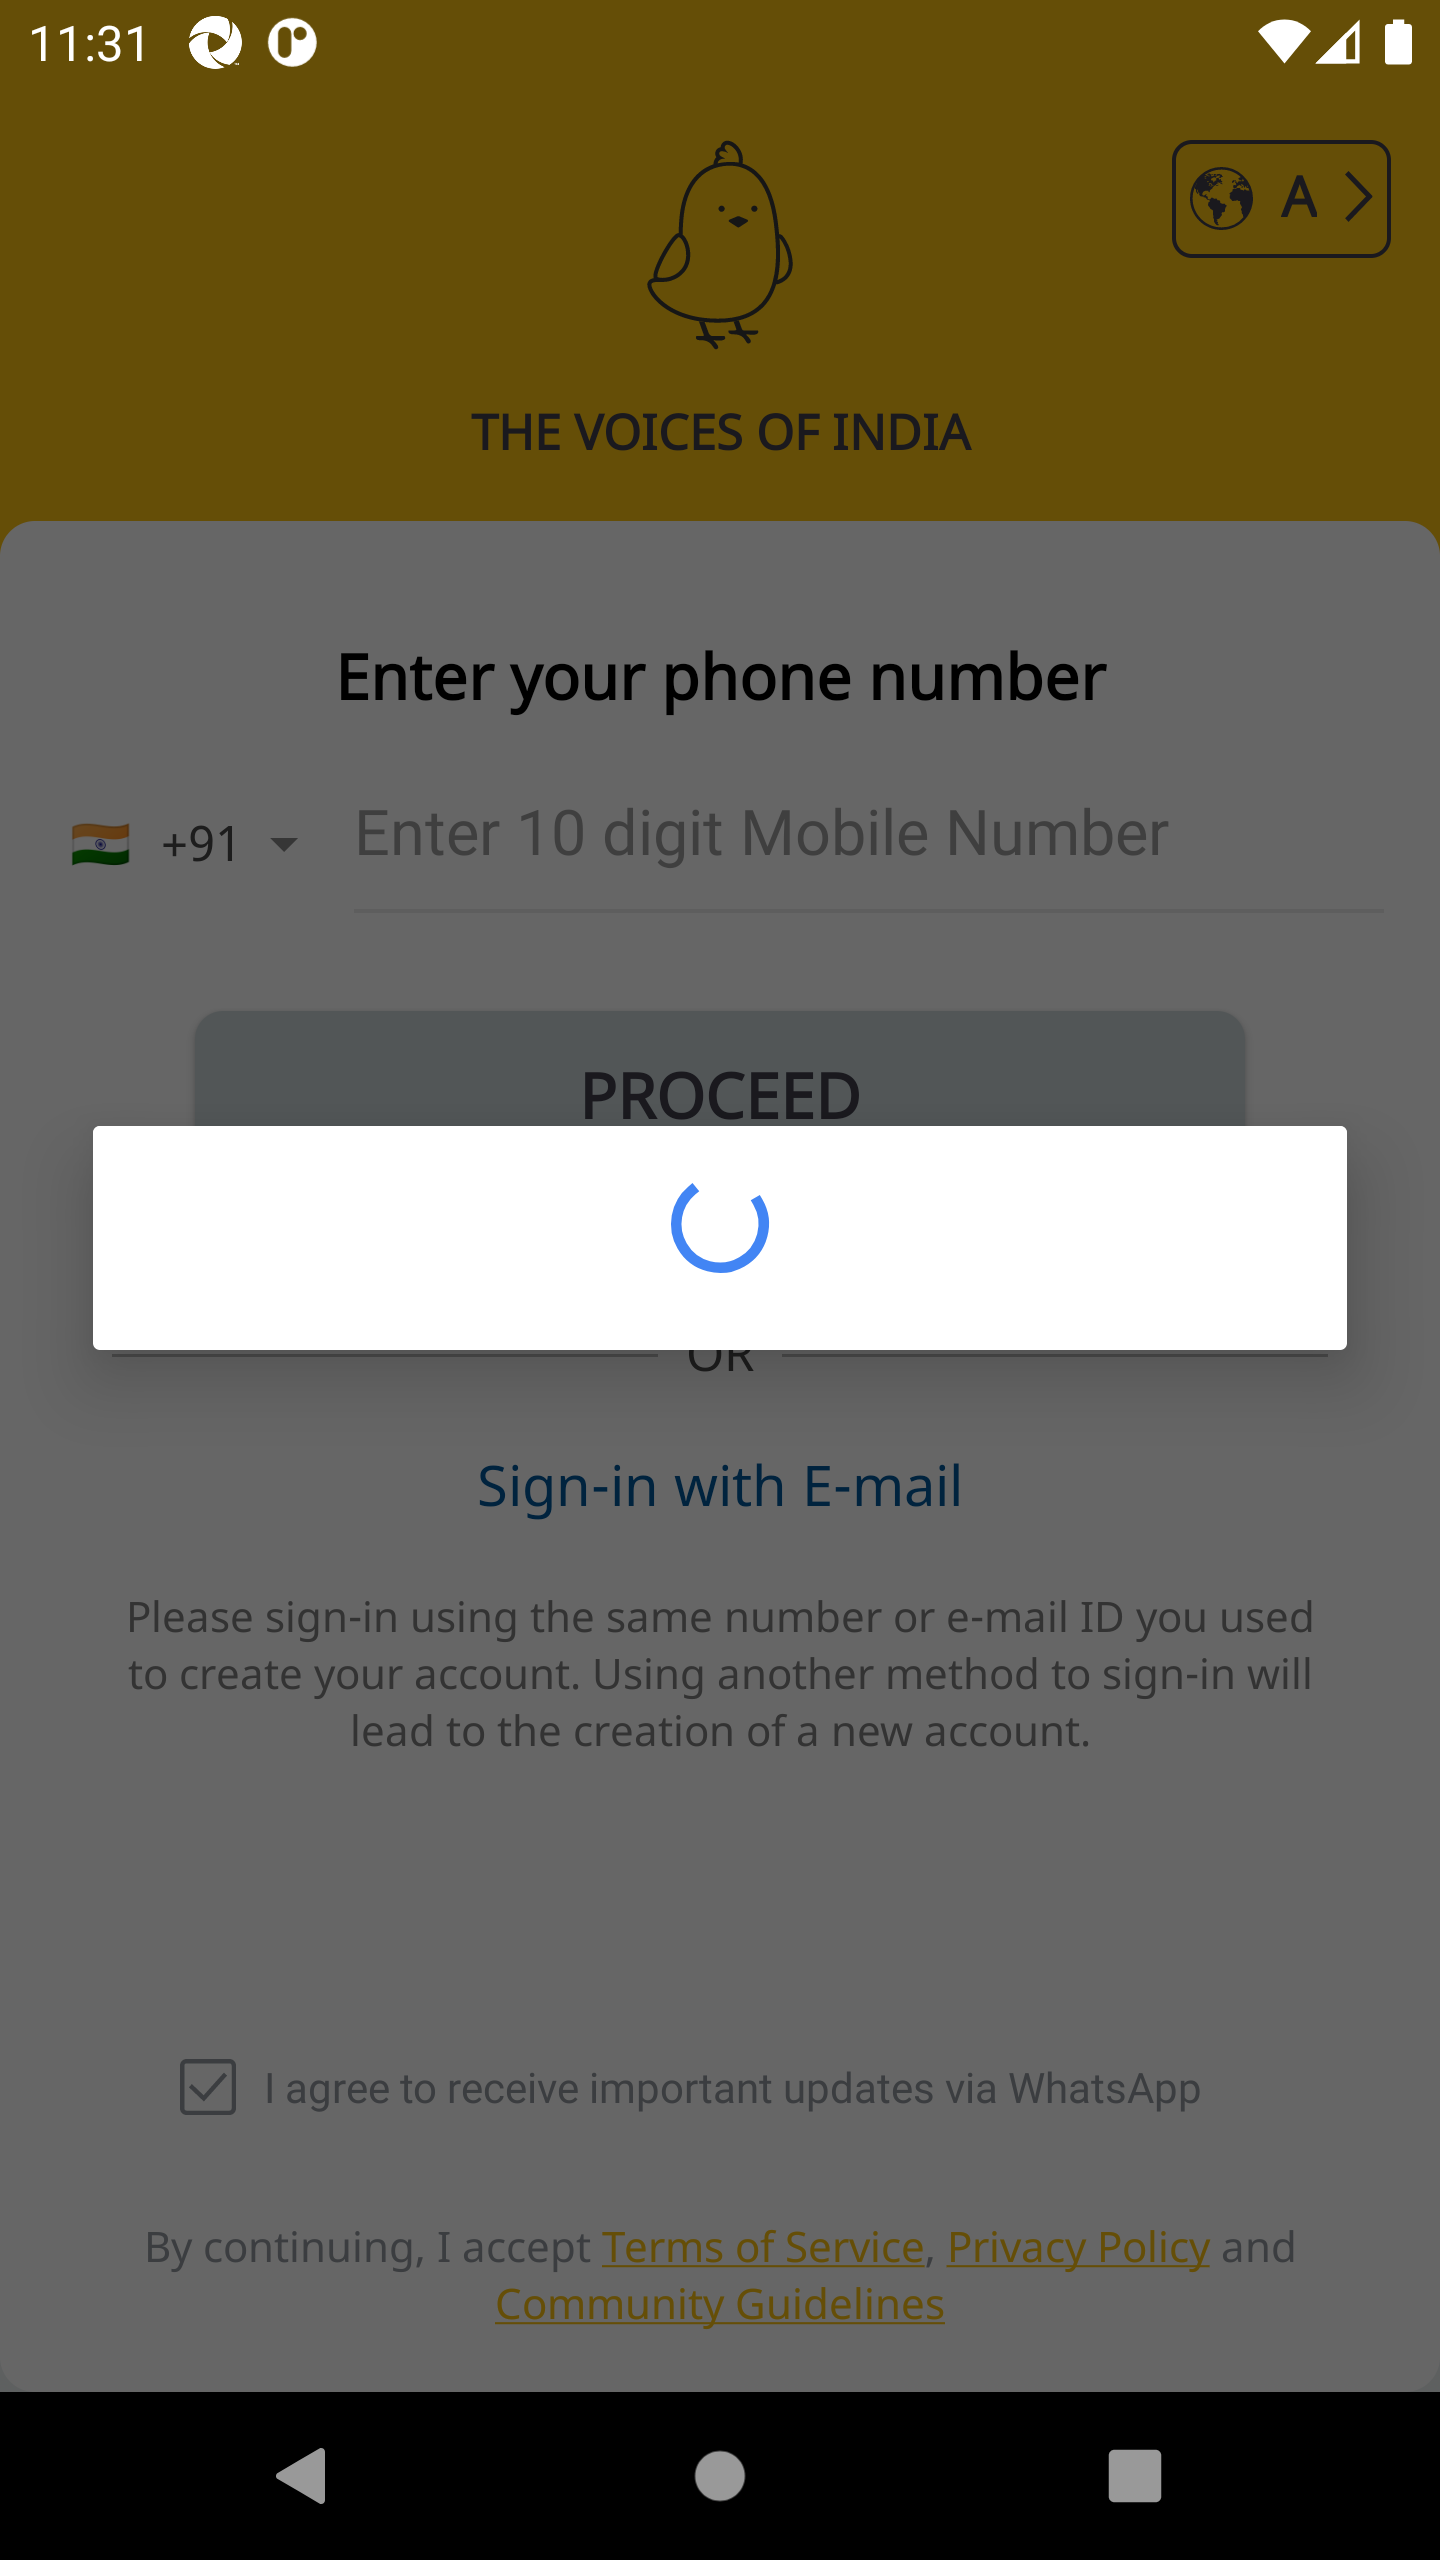 11:31
A
THE VOICES OF INDIA
Enter your phone number
+91
Enter 10 digit Mobile Number
PROCEED
OR
Sign-in with E-mail
Please sign-in using the same number or e-mail ID you used
to create your account. Using another method to sign-in will
lead to the creation of a new account.
I agree to receive important updates via WhatsApp
By continuing, I accept Terms of Service, Privacy Policy and
Community Guidelines